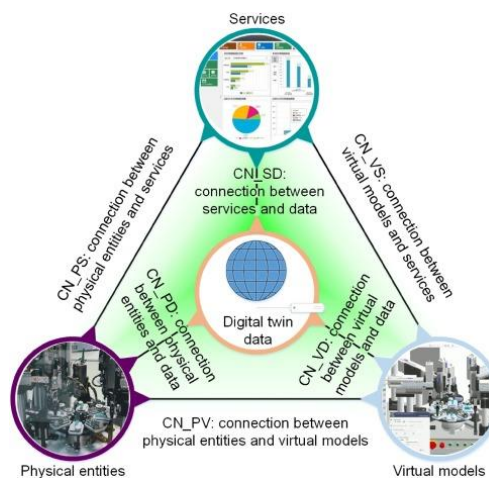 Services
CN_PS: connection between
physical entities and services
CN_SD:
connection between
services and data
CN_VS: connection between
virtual models and services
CN_PD: connection
between physical
entities and data
Digital twin
data
CN_VD: connection
between virtual
models and data
CN_PV: connection between
physical entities and virtual models
Physical entities
Virtual models